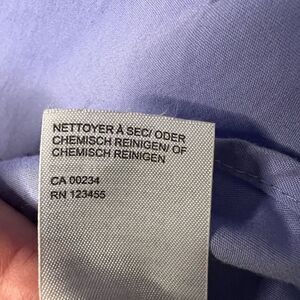 NETTOYER À SEC/ ODER
CHEMISCH REINIGEN/ OF
CHEMISCH REINIGEN
CA 00234
RN 123455